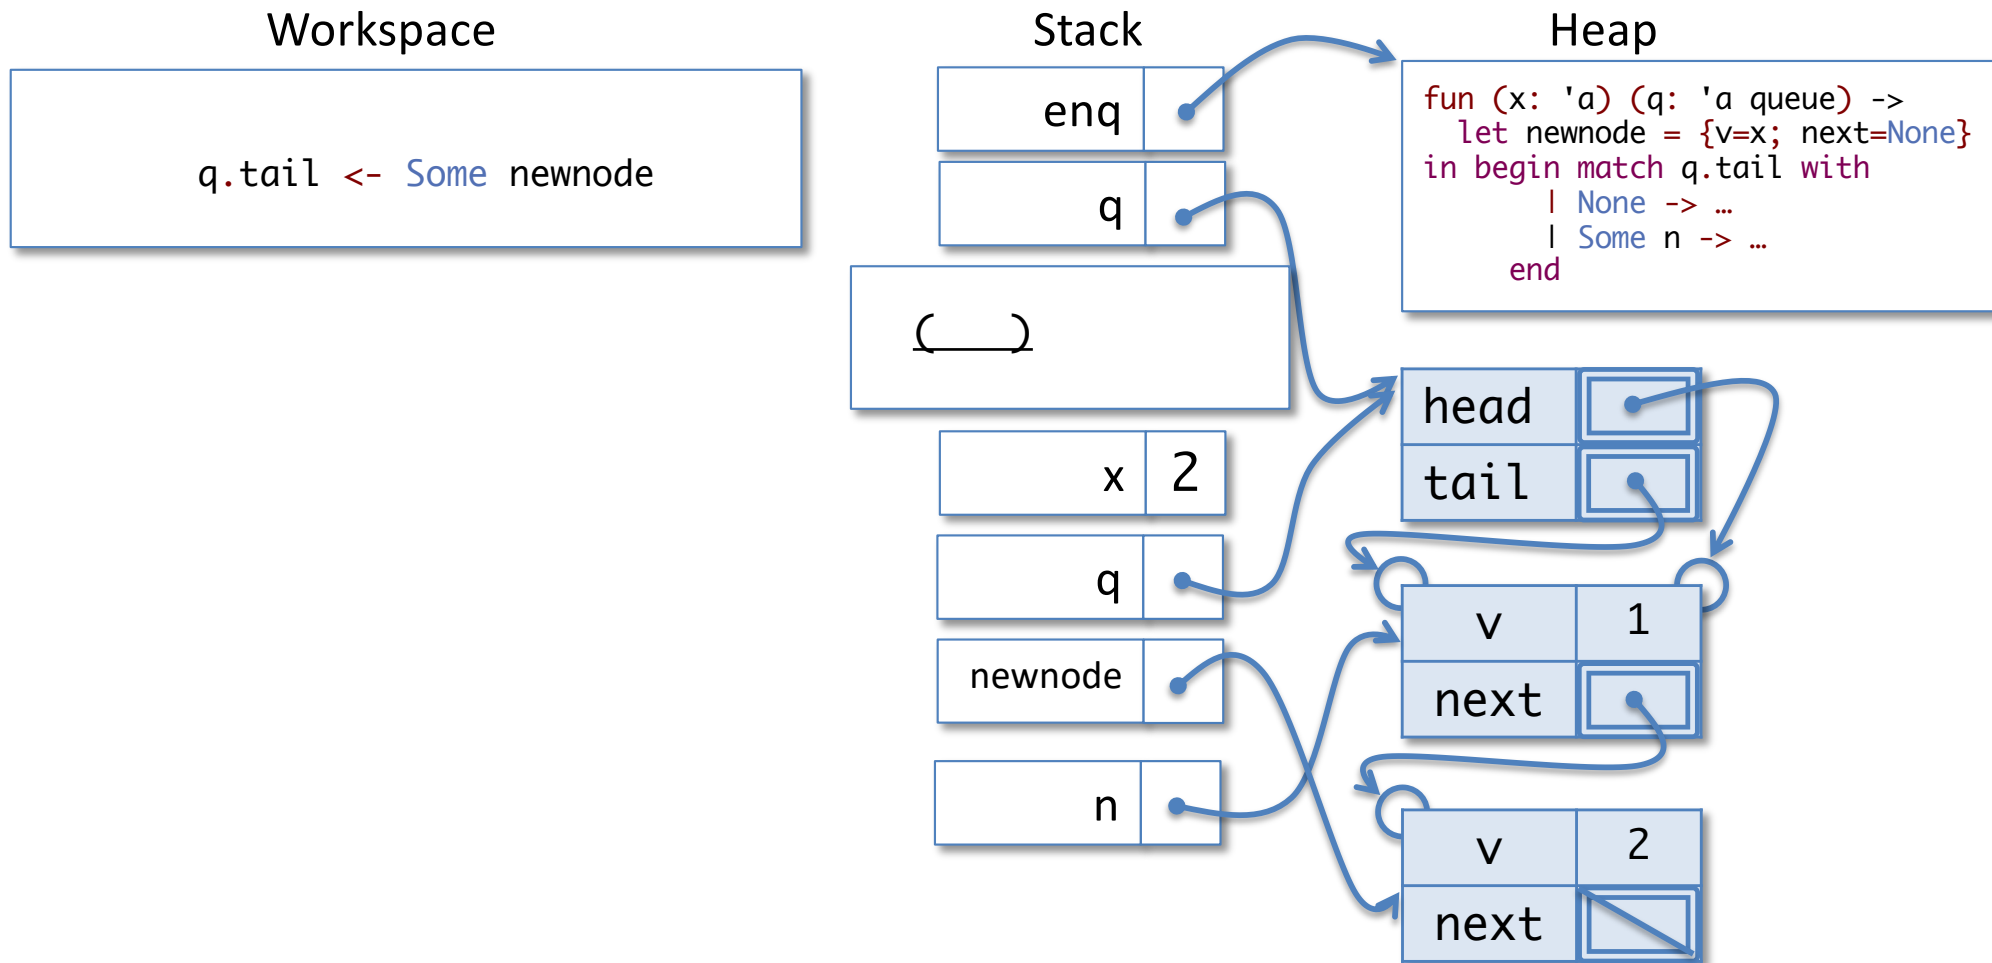 Workspace
q.tail <- Some newnode
Stack
enq
q
(____)
x 2
q
newnode
n
Heap
fun (x: 'a) (q: 'a queue) ->
let newnode = {v=x; next=None}
in begin match q.tail with
| None -> …
| Some n -> …
end
head
tail
v 1
next
v 2
next